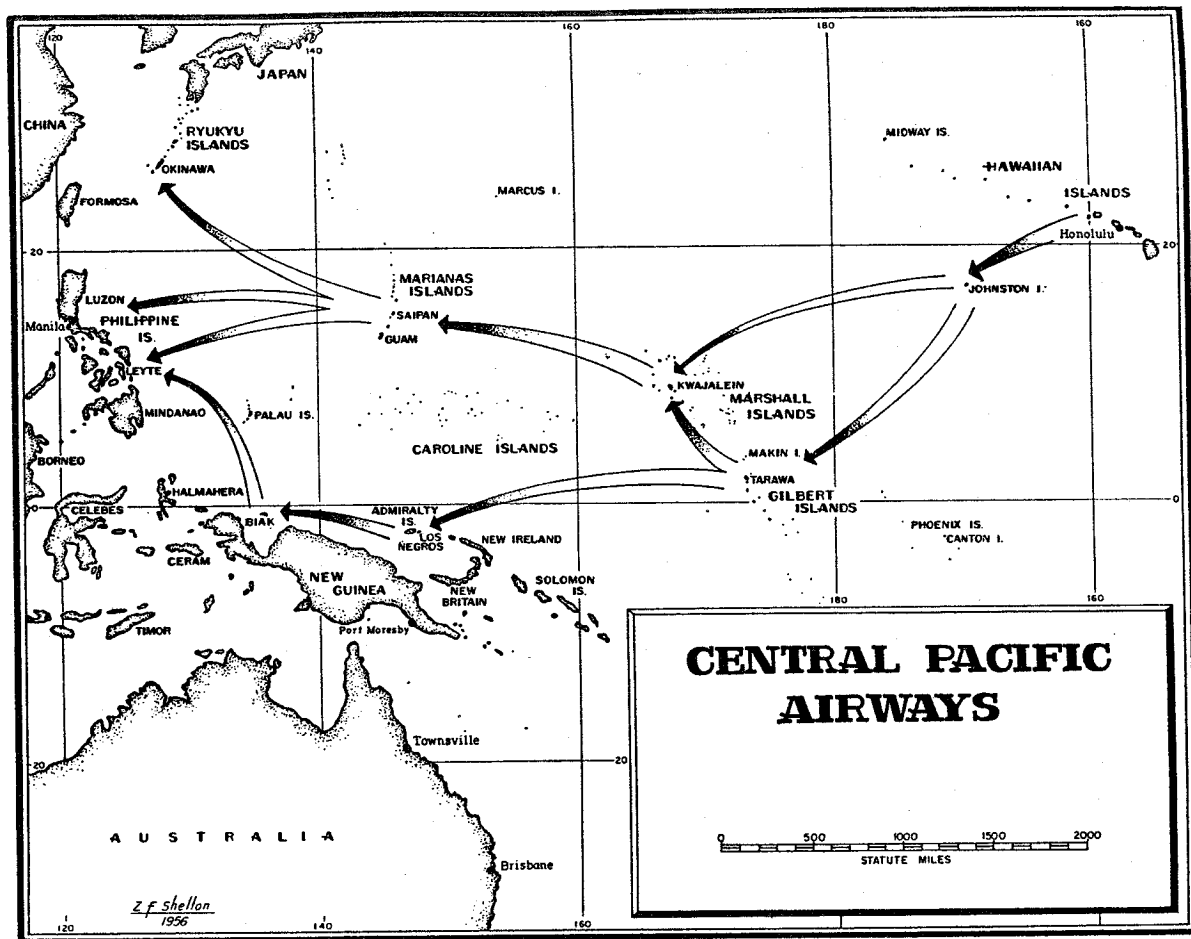 120
140
160
180
160
JAPAN
CHINA
RYUKYU
ISLANDS
OKINAWA
FORMOSA
MARCUS I.
MIDWAY IS.
HAWAIIAN
ISLANDS
Honolulu
20
20
MARIANAS
ISLANDS
SAIPAN
GUAM
JOHNSTON I.
LUZON
Manila
PHILIPPINE
IS.
LEYTE
MINDANAO
PALAU IS.
KWAJALEIN
MARSHALL
ISLANDS
CAROLINE ISLANDS
BORNEO
MAKIN I.
TARAWA
GILBERT
ISLANDS
HALMAHERA
0
CELEBES
BIAK
ADMIRALTY
IS.
LOS
NEGROS
NEW IRELAND
0
PHOENIX IS.
CANTON I.
CERAM
NEW
GUINEA
NEW
BRITAIN
SOLOMON
IS.
TIMOR
Port Moresby
180
160
CENTRAL PACIFIC
AIRWAYS
Townsville
20
20
0 500 1000 1500 2000
STATUTE MILES
AUSTRALIA
Brisbane
Z F Shelton
1956
120
140
160